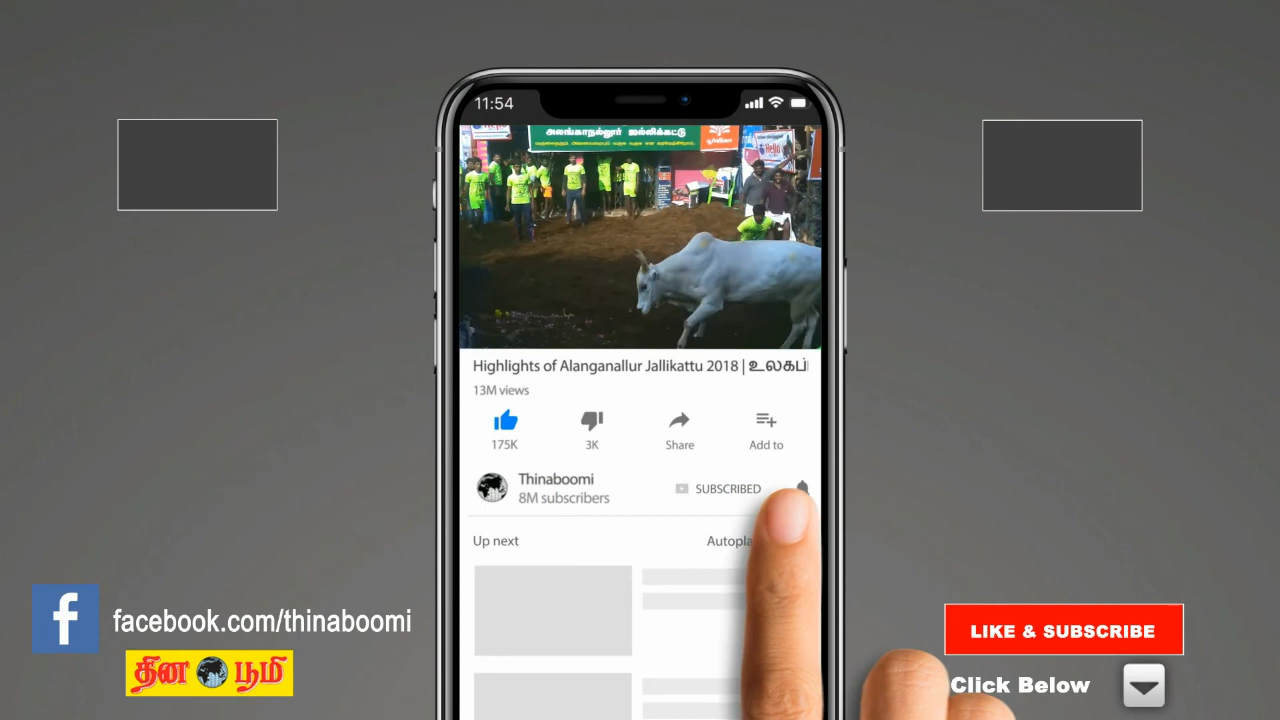 11:54
அலங்காநல்லூர் ஜல்லிக்கட்டு
Hello
Highlights of Alanganallur Jallikattu 2018 | உலகப்
13M views
175K
3K
Share
Add to
Thinaboomi
8M subscribers
SUBSCRIBED
Up next
Autopla
facebook.com/thinaboomi
தின பூமி
LIKE & SUBSCRIBE
Click Below